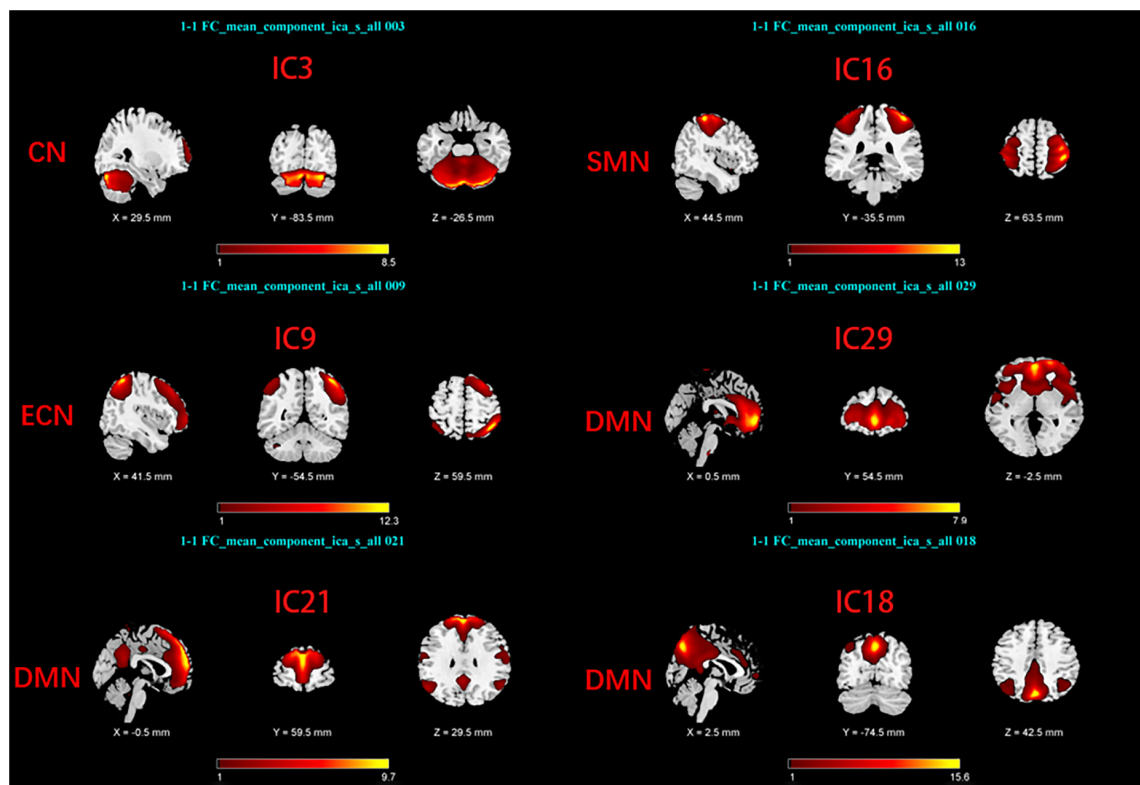 1-1 FC_mean_component_ica_s_all 003
IC3
CN
X = 29.5 mm
Y = -83.5 mm
Z = -26.5 mm
1
8.5
1-1 FC_mean_component_ica_s_all 016
IC16
SMN
X = 44.5 mm
Y = -35.5 mm
Z = 63.5 mm
1
13
1-1 FC_mean_component_ica_s_all 009
IC9
ECN
X = 41.5 mm
Y = -54.5 mm
Z = 59.5 mm
1
12.3
1-1 FC_mean_component_ica_s_all 029
IC29
DMN
X = 0.5 mm
Y = 54.5 mm
Z = -2.5 mm
1
7.9
1-1 FC_mean_component_ica_s_all 021
IC21
DMN
X = -0.5 mm
Y = 59.5 mm
Z = 29.5 mm
1
9.7
1-1 FC_mean_component_ica_s_all 018
IC18
DMN
X = 2.5 mm
Y = -74.5 mm
Z = 42.5 mm
1
15.6